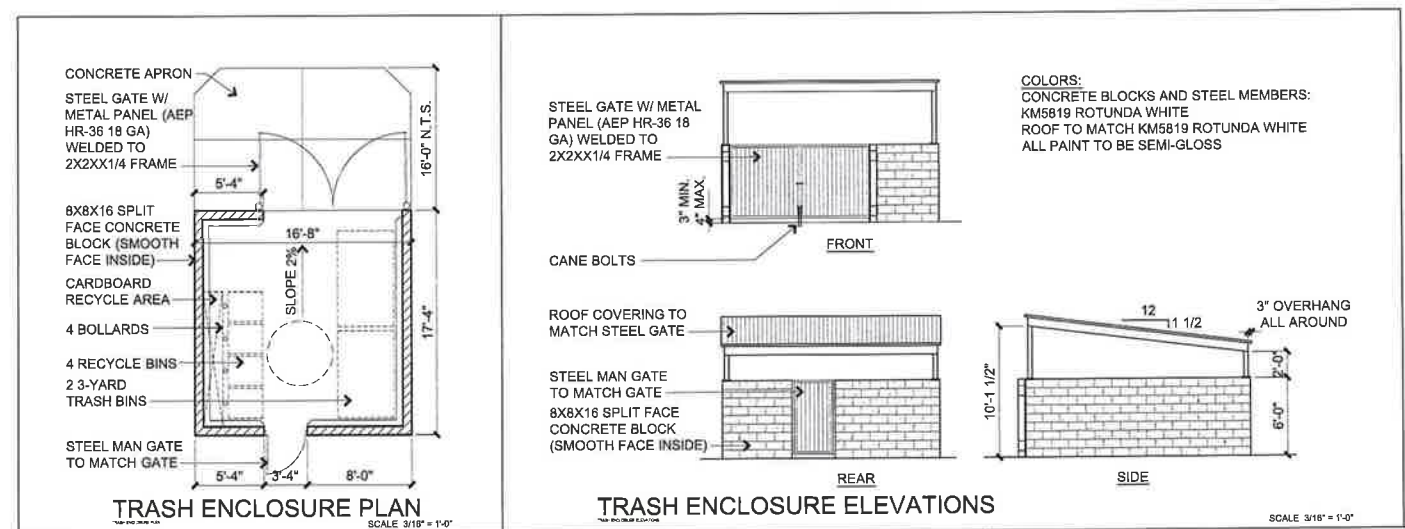 CONCRETE APRON
STEEL GATE W/
METAL PANEL (AEP
HR-36 18 GA)
WELDED TO
2X2XX1/4 FRAME
5'-4"
16'-0" N.T.S.
8X8X16 SPLIT
FACE CONCRETE
BLOCK (SMOOTH
FACE INSIDE)
16'-8"
SLOPE 2%
CARDBOARD
RECYCLE AREA
4 BOLLARDS
4 RECYCLE BINS
2 3-YARD
TRASH BINS
17'-4"
STEEL MAN GATE
TO MATCH GATE
5'-4"
3'-4"
8'-0"
TRASH ENCLOSURE PLAN
TRASH ENCLOSURE PLAN
SCALE 3/16" = 1'-0"
STEEL GATE W/ METAL
PANEL (AEP HR-36 18
GA) WELDED TO
2X2XX1/4 FRAME
3" MIN.
4" MAX.
CANE BOLTS
FRONT
COLORS:
CONCRETE BLOCKS AND STEEL MEMBERS:
KM5819 ROTUNDA WHITE
ROOF TO MATCH KM5819 ROTUNDA WHITE
ALL PAINT TO BE SEMI-GLOSS
ROOF COVERING TO
MATCH STEEL GATE
STEEL MAN GATE
TO MATCH GATE
8X8X16 SPLIT FACE
CONCRETE BLOCK
(SMOOTH FACE INSIDE)
REAR
12
1 1/2
3" OVERHANG
ALL AROUND
10'-1 1/2"
2'-0"
6'-0"
SIDE
TRASH ENCLOSURE ELEVATIONS
TRASH ENCLOSURE ELEVATIONS
SCALE 3/16" = 1'-0"